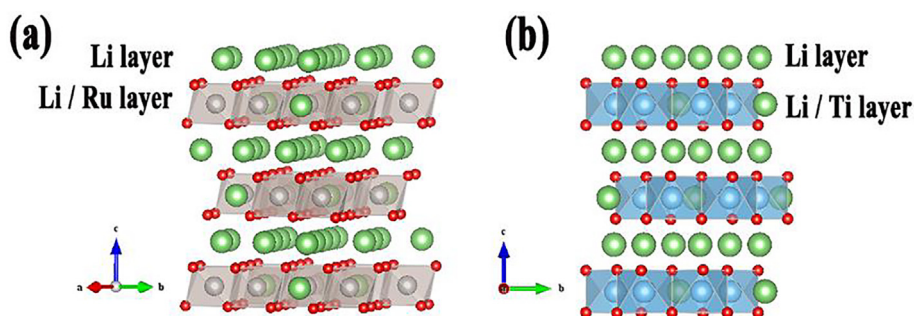 (a)
Li layer
Li / Ru layer
c
a
b
(b)
Li layer
Li / Ti layer
c
b